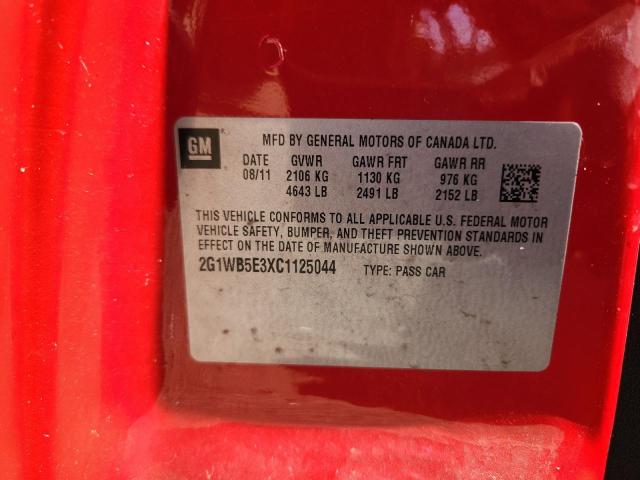 GM
MFD BY GENERAL MOTORS OF CANADA LTD.
DATE GVWR GAWR FRT GAWR RR
08/11 2106 KG 1130 KG 976 KG
4643 LB 2491 LB 2152 LB
THIS VEHICLE CONFORMS TO ALL APPLICABLE U.S. FEDERAL MOTOR
VEHICLE SAFETY, BUMPER, AND THEFT PREVENTION STANDARDS IN
EFFECT ON THE DATE OF MANUFACTURE SHOWN ABOVE.
2G1WB5E3XC1125044 TYPE: PASS CAR